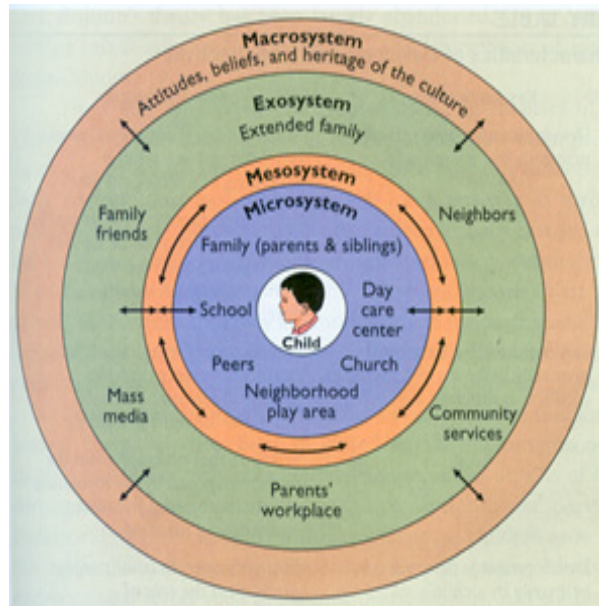 Macrosystem
Attitudes, beliefs, and heritage of the culture
Exosystem
Extended family
Mesosystem
Microsystem
Family (parents & siblings)
Family
friends
Neighbors
School
Day
care
center
Child
Peers
Church
Neighborhood
play area
Mass
media
Community
services
Parents'
workplace